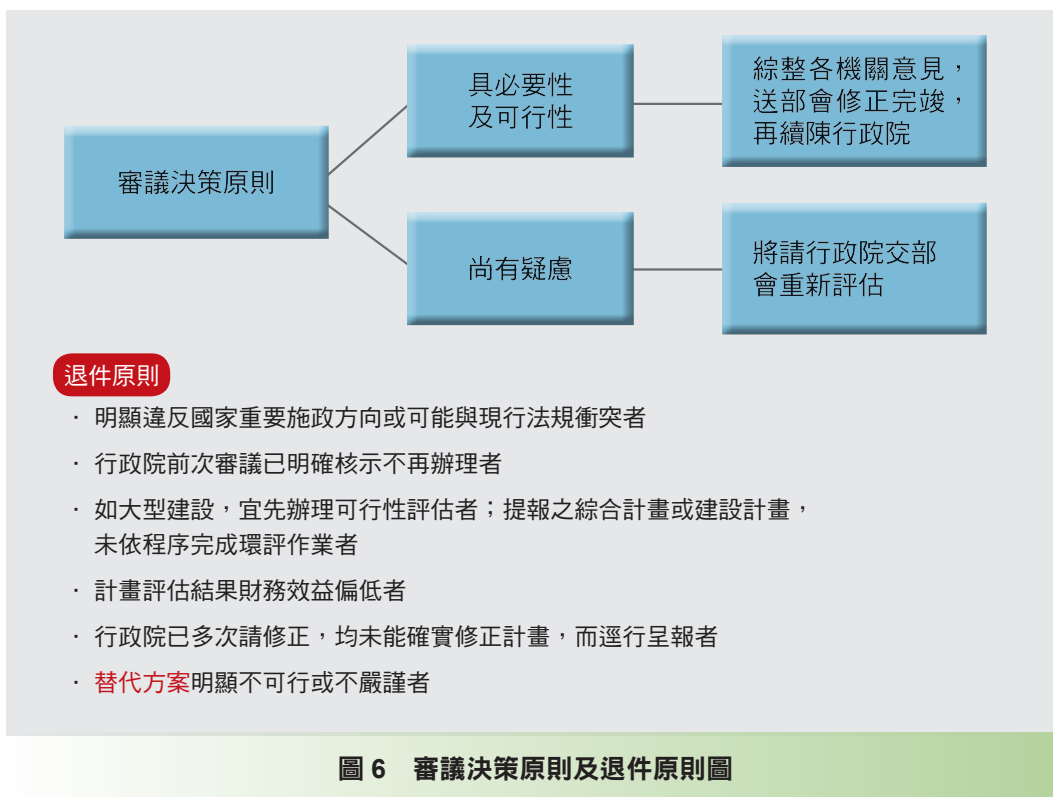 審議決策原則
具必要性
及可行性
綜整各機關意見，
送部會修正完竣，
再續陳行政院
尚有疑慮
將請行政院交部
會重新評估
退件原則
· 明顯違反國家重要施政方向或可能與現行法規衝突者
· 行政院前次審議已明確核示不再辦理者
· 如大型建設，宜先辦理可行性評估者；提報之綜合計畫或建設計畫，
未依程序完成環評作業者
· 計畫評估結果財務效益偏低者
· 行政院已多次請修正，均未能確實修正計畫，而逕行呈報者
· 替代方案明顯不可行或不嚴謹者
圖 6　審議決策原則及退件原則圖